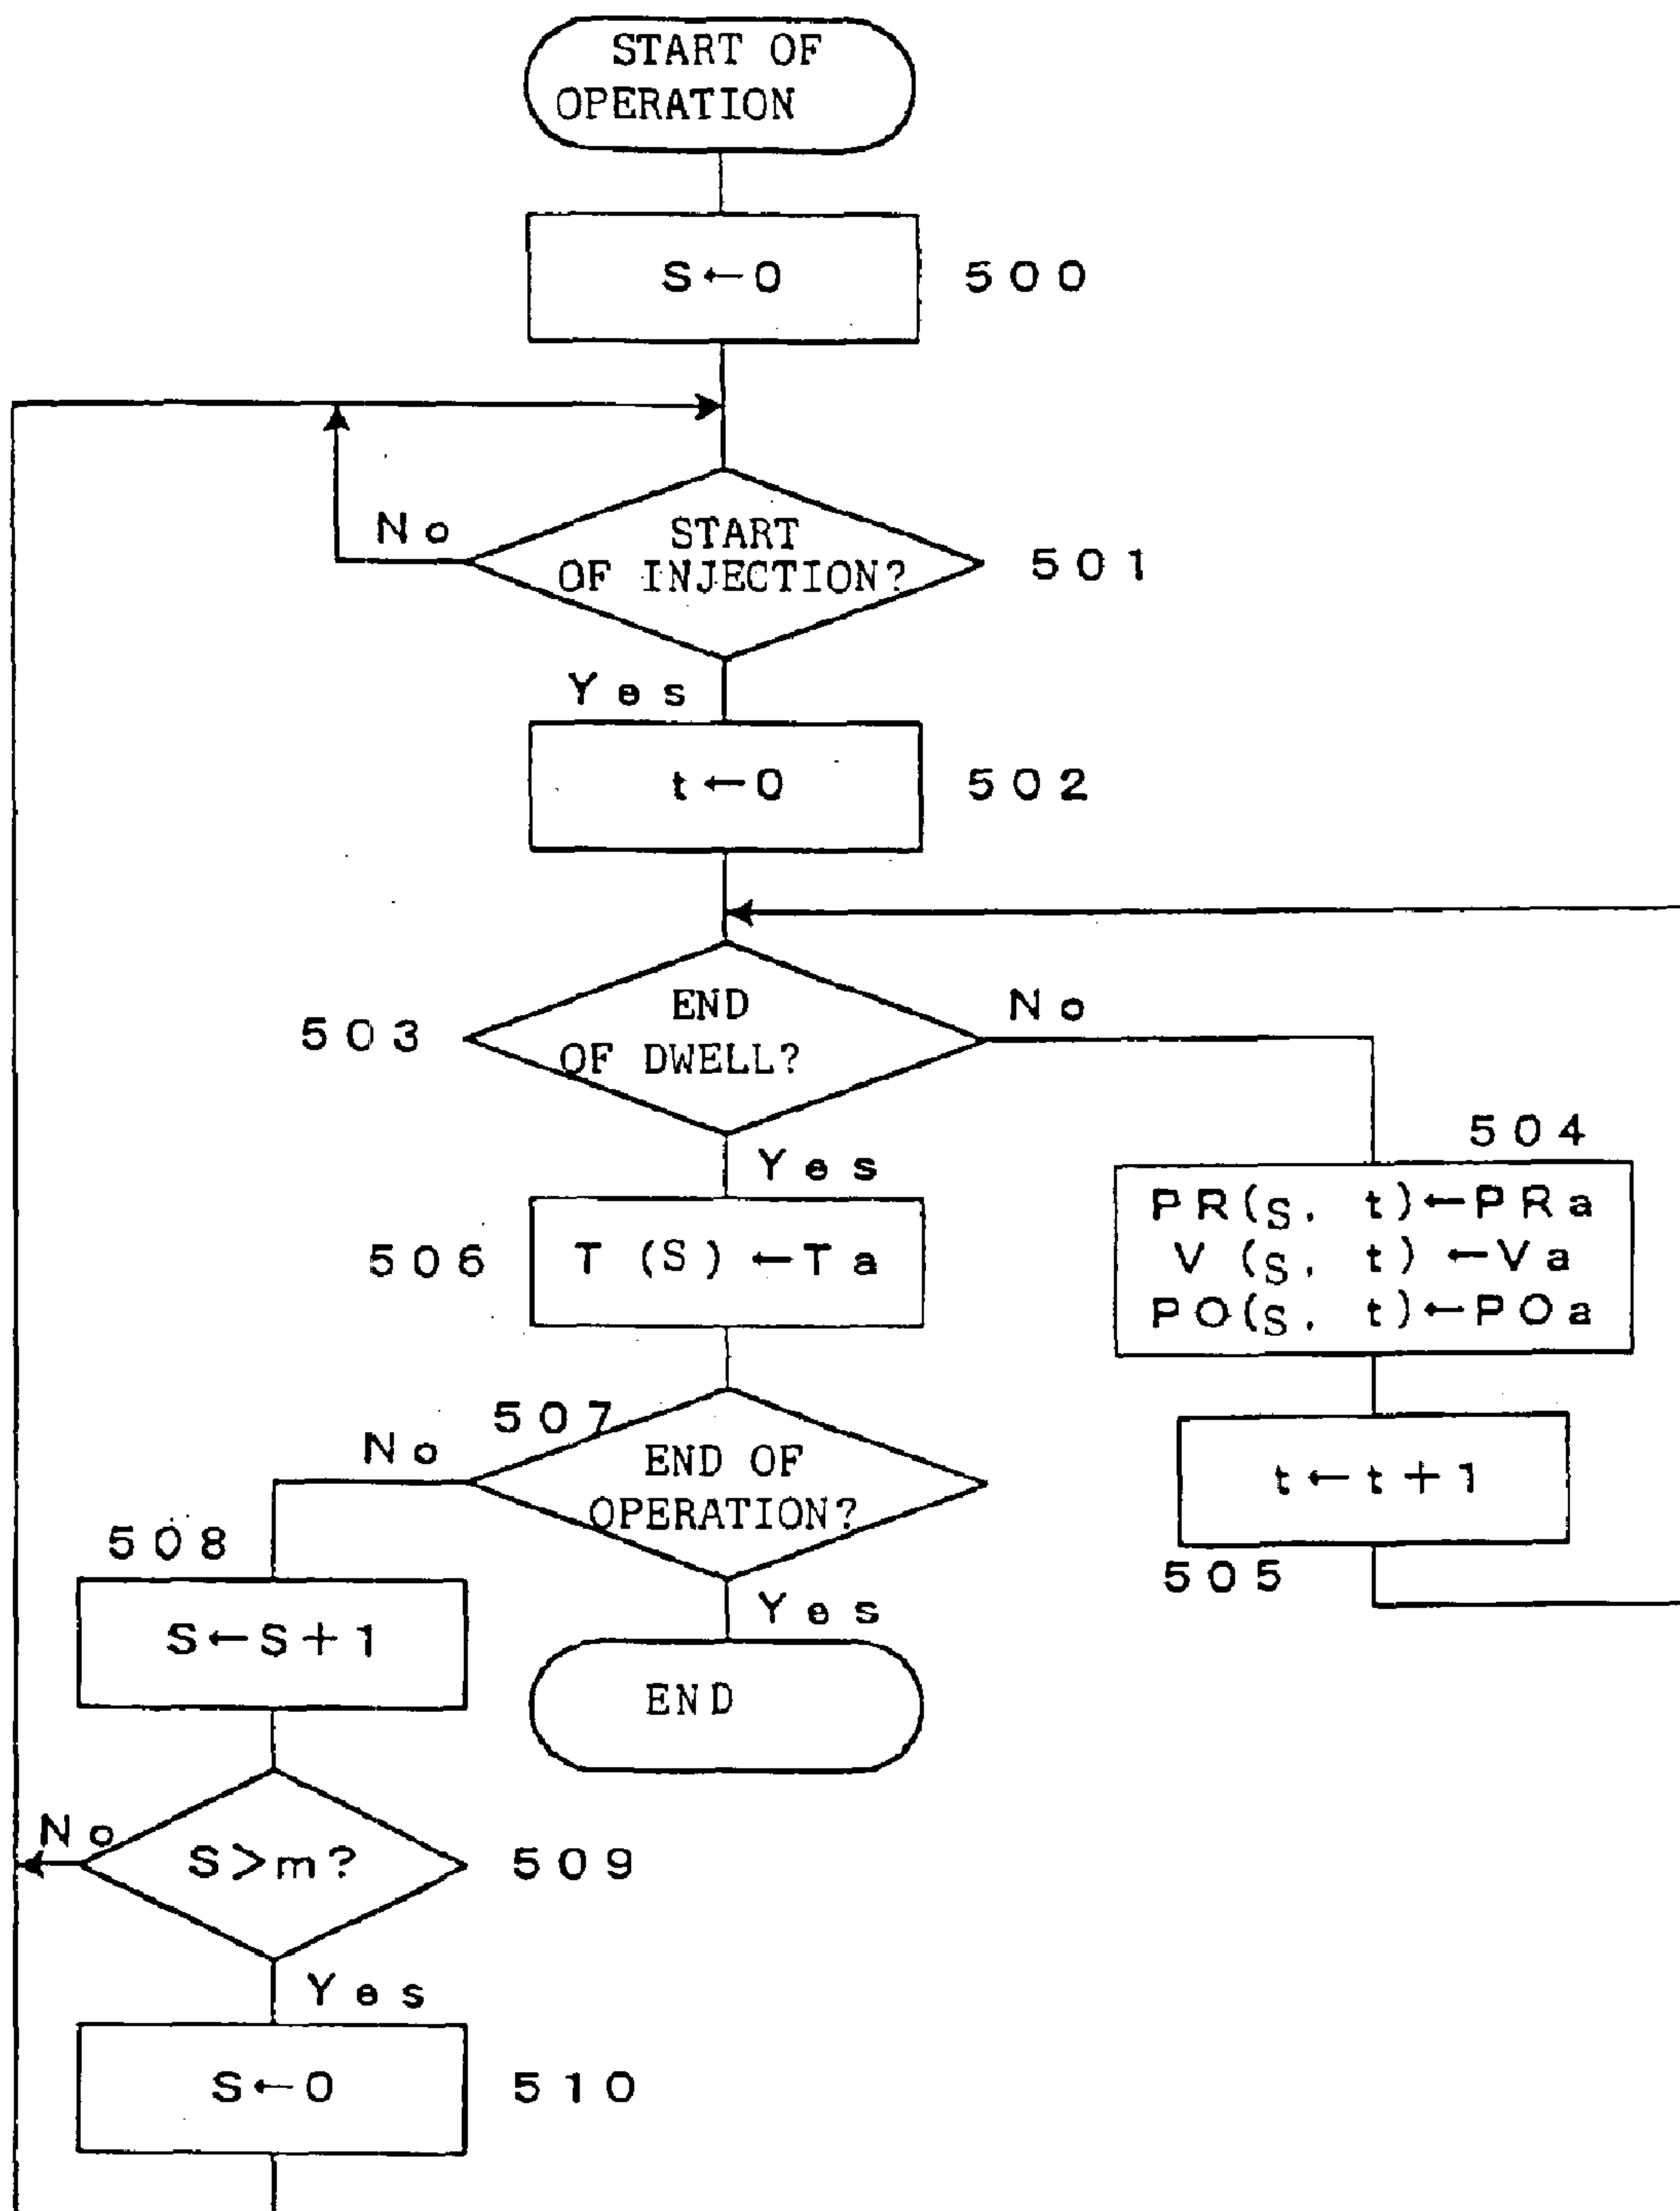 START OF
OPERATION
S←0
500
No
START
OF INJECTION?
501
Yes
t←0
502
503
END
OF DWELL?
No
Yes
504
PR(S, t)←PRa
V (S, t) ←Va
PO(S, t)←POa
506
T (S) ←Ta
507
No
END OF
OPERATION?
t←t+1
505
508
Yes
S←S+1
END
No
S>m?
509
Yes
S←0
510